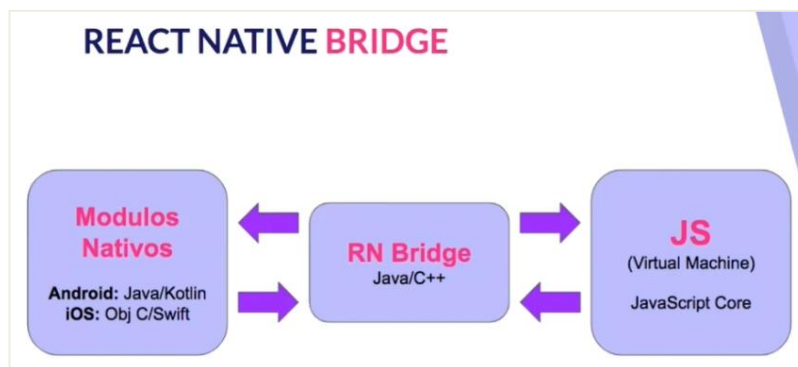 REACT NATIVE BRIDGE
Modulos
Nativos
Android: Java/Kotlin
iOS: Obj C/Swift
RN Bridge
Java/C++
JS
(Virtual Machine)
JavaScript Core